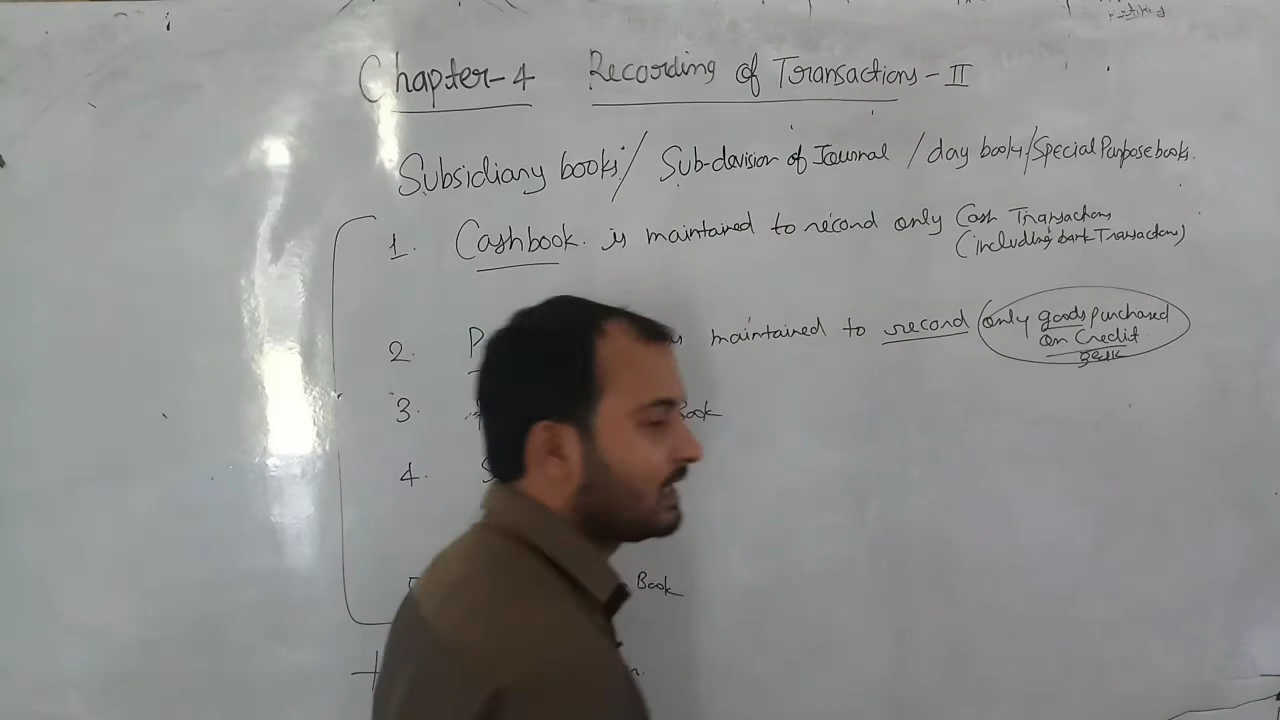 Chapter-4 Recording of Transactions - II
Subsidiary books / Sub-devision of Journal / day books / Special Purpose books.
1. Cashbook. is maintained to record only Cash Transactions
(including bank Transactions)
2. maintained to record only goods purchased
on Credit
3. Book
4. S
Book